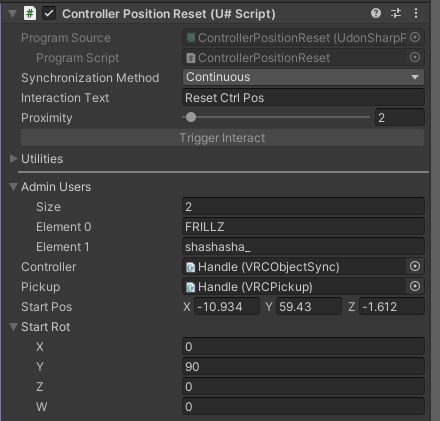 Controller Position Reset (U# Script)
Program Source ControllerPositionReset (UdonSharpP
Program Script ControllerPositionReset
Synchronization Method Continuous
Interaction Text Reset Ctrl Pos
Proximity 2
Trigger Interact
Utilities
Admin Users
Size 2
Element 0 FRILLZ
Element 1 shashasha_
Controller Handle (VRCObjectSync)
Pickup Handle (VRCPickup)
Start Pos X -10.934 Y 59.43 Z -1.612
Start Rot
X 0
Y 90
Z 0
W 0